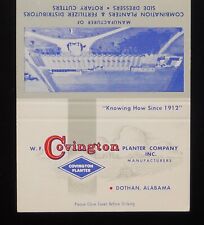 MANUFACTURER OF
COMBINATION PLANTERS & FERTILIZER DISTRIBUTORS
SIDE DRESSERS • ROTARY CUTTERS
"Knowing How Since 1912"
W. F. Covington PLANTER COMPANY
INC.
MANUFACTURERS
COVINGTON
PLANTER
• DOTHAN, ALABAMA
Please Close Cover Before Striking